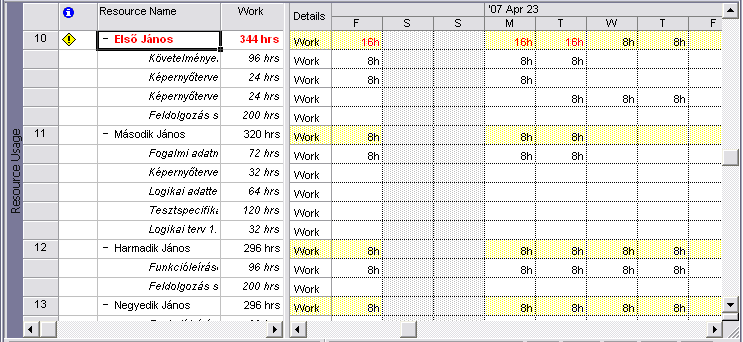 Resource Name Work Details '07 Apr 23
F S S M T W T F
10 Első János 344 hrs Work 16h 16h 16h 8h 8h
Követelménye. 96 hrs Work 8h 8h 8h
Képernyőterve 24 hrs Work 8h 8h
Képernyőterve 24 hrs Work 8h 8h 8h
Feldolgozás s 200 hrs Work
11 Második János 320 hrs Work 8h 8h 8h
Fogalmi adatm 72 hrs Work 8h 8h 8h
Képernyőterve 32 hrs Work
Logikai adatte 64 hrs Work
Tesztspecifika 120 hrs Work
Logikai terv 1. 32 hrs Work
12 Harmadik János 296 hrs Work 8h 8h 8h 8h 8h
Funkcióleíráso 96 hrs Work 8h 8h 8h 8h 8h
Feldolgozás s 200 hrs Work
13 Negyedik János 296 hrs Work 8h 8h 8h 8h 8h
Resource Usage